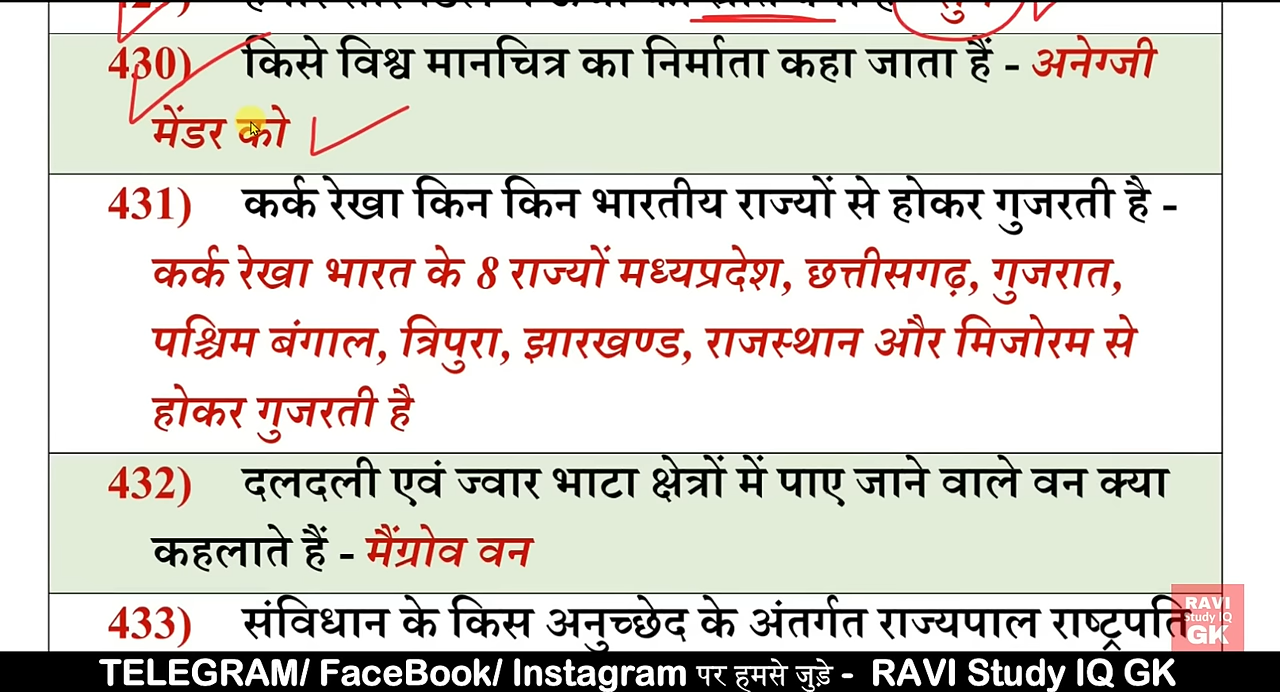 430) किसे विश्व मानचित्र का निर्माता कहा जाता हैं - अनेग्जी
मेंडर को
431) कर्क रेखा किन किन भारतीय राज्यों से होकर गुजरती है -
कर्क रेखा भारत के 8 राज्यों मध्यप्रदेश, छत्तीसगढ़, गुजरात,
पश्चिम बंगाल, त्रिपुरा, झारखण्ड, राजस्थान और मिजोरम से
होकर गुजरती है
432) दलदली एवं ज्वार भाटा क्षेत्रों में पाए जाने वाले वन क्या
कहलाते हैं - मैंग्रोव वन
433) संविधान के किस अनुच्छेद के अंतर्गत राज्यपाल राष्ट्रपति
RAVI
Study IQ
GK
TELEGRAM/ FaceBook/ Instagram पर हमसे जुड़े - RAVI Study IQ GK